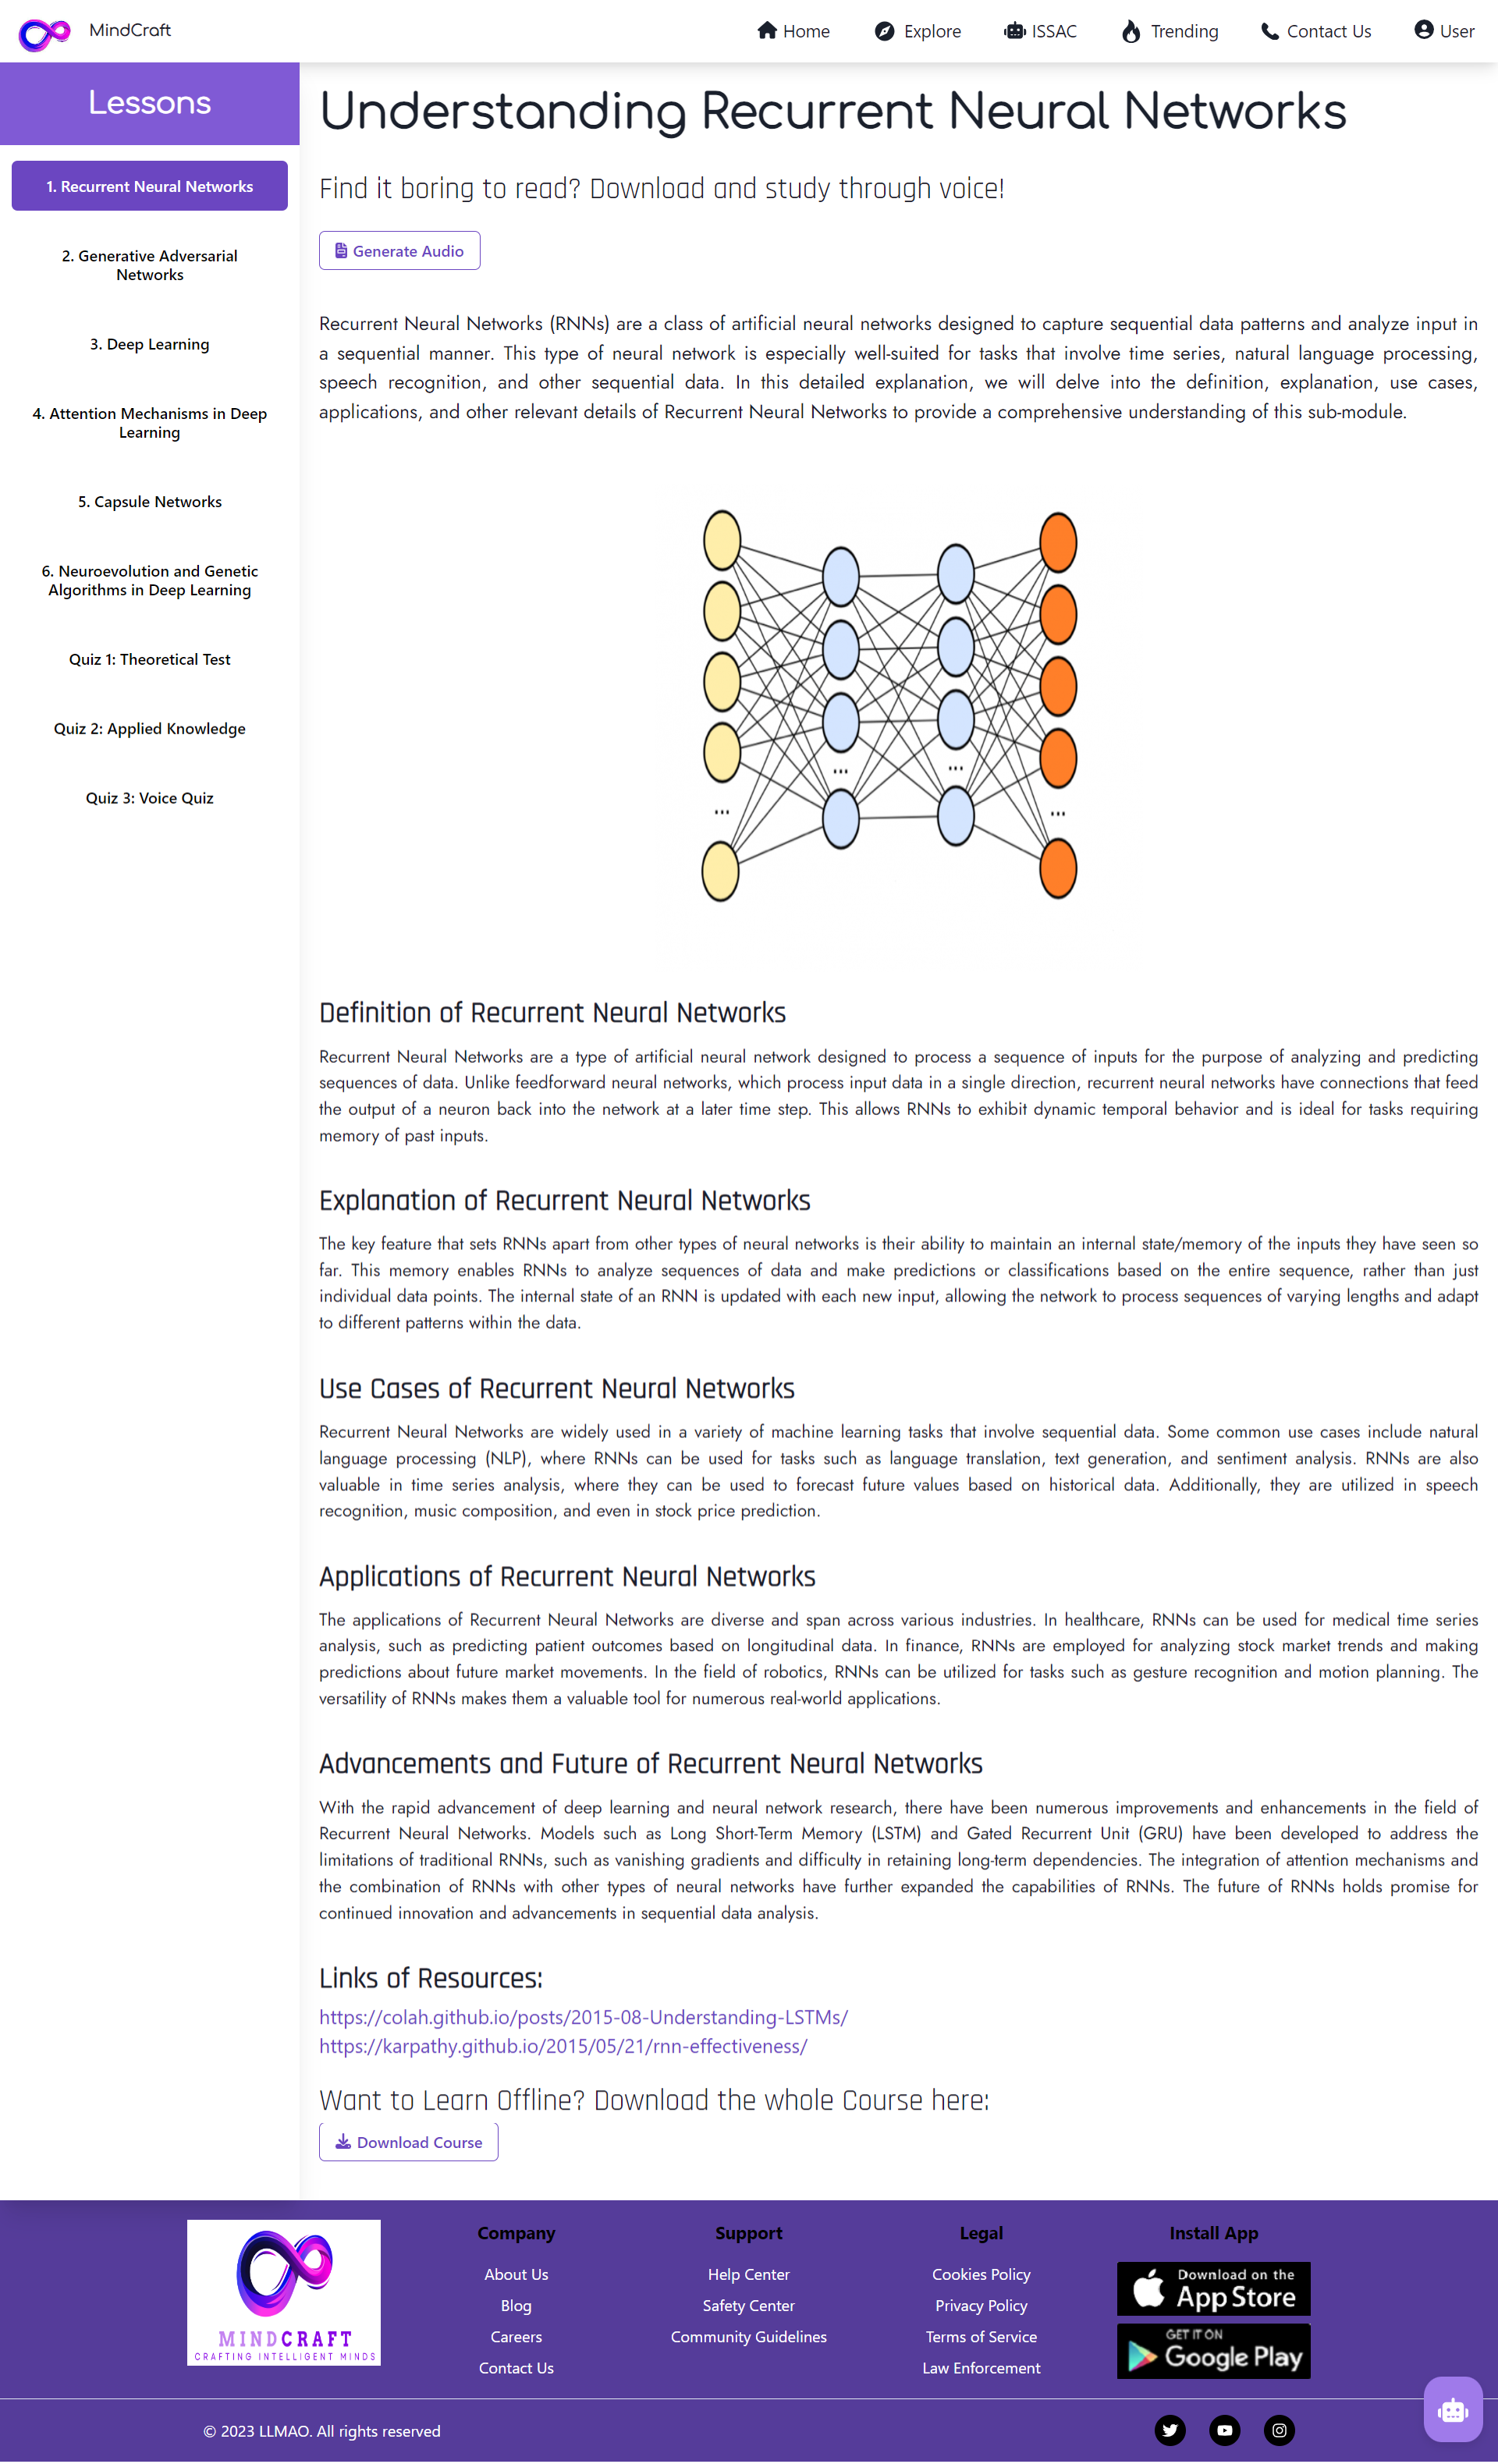 MindCraft
Home
Explore
ISSAC
Trending
Contact Us
User
Lessons
1. Recurrent Neural Networks
2. Generative Adversarial
Networks
3. Deep Learning
4. Attention Mechanisms in Deep
Learning
5. Capsule Networks
6. Neuroevolution and Genetic
Algorithms in Deep Learning
Quiz 1: Theoretical Test
Quiz 2: Applied Knowledge
Quiz 3: Voice Quiz
Understanding Recurrent Neural Networks
Find it boring to read? Download and study through voice!
Generate Audio
Recurrent Neural Networks (RNNs) are a class of artificial neural networks designed to capture sequential data patterns and analyze input in
a sequential manner. This type of neural network is especially well-suited for tasks that involve time series, natural language processing,
speech recognition, and other sequential data. In this detailed explanation, we will delve into the definition, explanation, use cases,
applications, and other relevant details of Recurrent Neural Networks to provide a comprehensive understanding of this sub-module.
... ... ... ...
Definition of Recurrent Neural Networks
Recurrent Neural Networks are a type of artificial neural network designed to process a sequence of inputs for the purpose of analyzing and predicting
sequences of data. Unlike feedforward neural networks, which process input data in a single direction, recurrent neural networks have connections that feed
the output of a neuron back into the network at a later time step. This allows RNNs to exhibit dynamic temporal behavior and is ideal for tasks requiring
memory of past inputs.
Explanation of Recurrent Neural Networks
The key feature that sets RNNs apart from other types of neural networks is their ability to maintain an internal state/memory of the inputs they have seen so
far. This memory enables RNNs to analyze sequences of data and make predictions or classifications based on the entire sequence, rather than just
individual data points. The internal state of an RNN is updated with each new input, allowing the network to process sequences of varying lengths and adapt
to different patterns within the data.
Use Cases of Recurrent Neural Networks
Recurrent Neural Networks are widely used in a variety of machine learning tasks that involve sequential data. Some common use cases include natural
language processing (NLP), where RNNs can be used for tasks such as language translation, text generation, and sentiment analysis. RNNs are also
valuable in time series analysis, where they can be used to forecast future values based on historical data. Additionally, they are utilized in speech
recognition, music composition, and even in stock price prediction.
Applications of Recurrent Neural Networks
The applications of Recurrent Neural Networks are diverse and span across various industries. In healthcare, RNNs can be used for medical time series
analysis, such as predicting patient outcomes based on longitudinal data. In finance, RNNs are employed for analyzing stock market trends and making
predictions about future market movements. In the field of robotics, RNNs can be utilized for tasks such as gesture recognition and motion planning. The
versatility of RNNs makes them a valuable tool for numerous real-world applications.
Advancements and Future of Recurrent Neural Networks
With the rapid advancement of deep learning and neural network research, there have been numerous improvements and enhancements in the field of
Recurrent Neural Networks. Models such as Long Short-Term Memory (LSTM) and Gated Recurrent Unit (GRU) have been developed to address the
limitations of traditional RNNs, such as vanishing gradients and difficulty in retaining long-term dependencies. The integration of attention mechanisms and
the combination of RNNs with other types of neural networks have further expanded the capabilities of RNNs. The future of RNNs holds promise for
continued innovation and advancements in sequential data analysis.
Links of Resources:
https://colah.github.io/posts/2015-08-Understanding-LSTMs/
https://karpathy.github.io/2015/05/21/rnn-effectiveness/
Want to Learn Offline? Download the whole Course here:
Download Course
MINDCRAFT
CRAFTING INTELLIGENT MINDS
Company
About Us
Blog
Careers
Contact Us
Support
Help Center
Safety Center
Community Guidelines
Legal
Cookies Policy
Privacy Policy
Terms of Service
Law Enforcement
Install App
Download on the
App Store
GET IT ON
Google Play
© 2023 LLMAO. All rights reserved